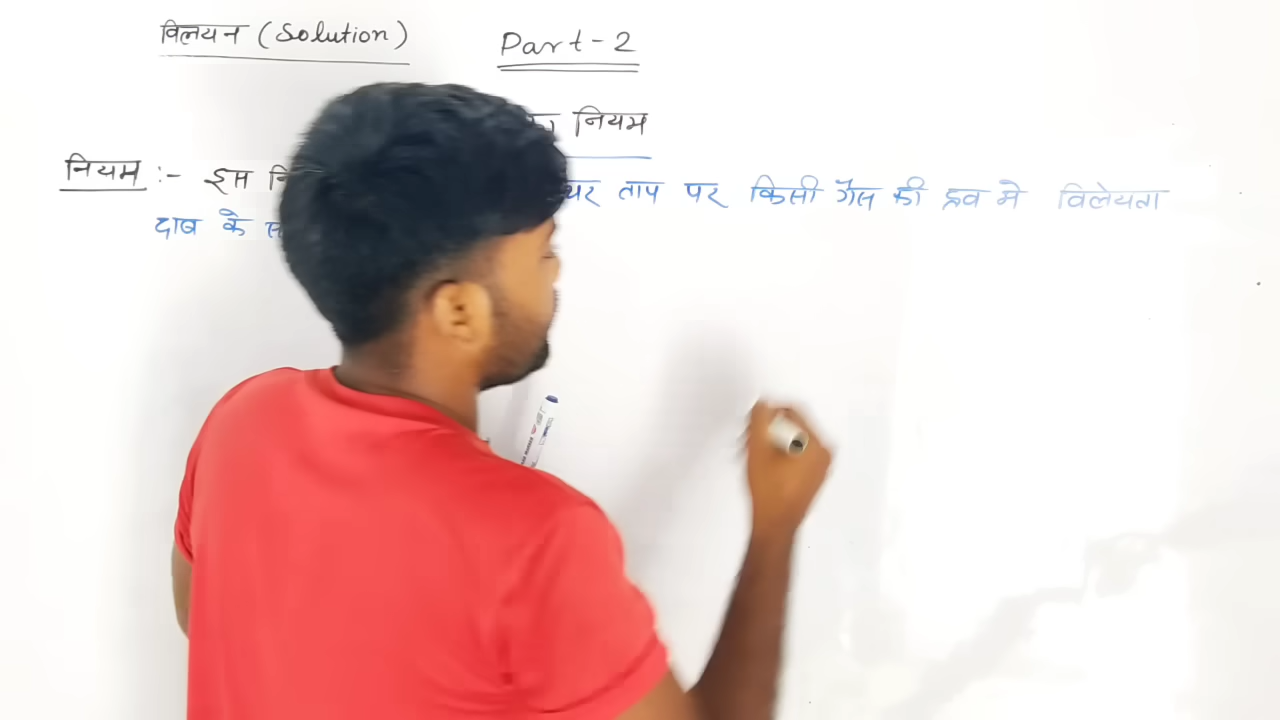 विलयन (Solution) Part-2
नियम
नियम :- इस ताप पर किसी गैस की द्रव मे विलेयता
दाब के